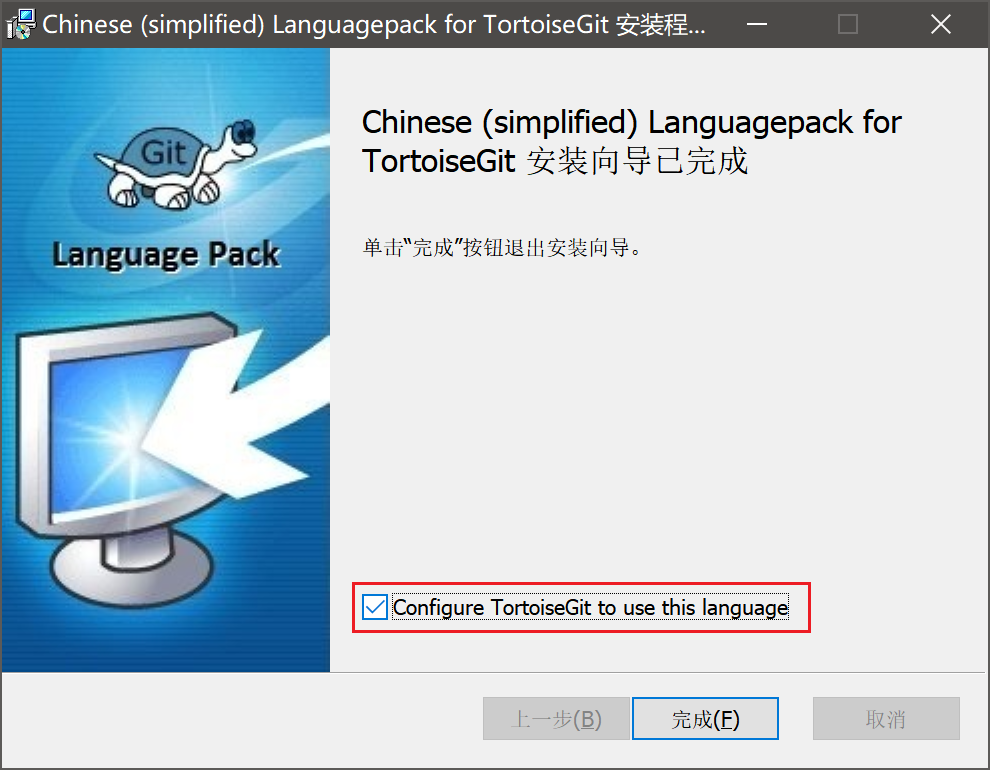 Chinese (simplified) Languagepack for TortoiseGit 安装程...
Git
Language Pack
Chinese (simplified) Languagepack for
TortoiseGit 安装向导已完成
单击“完成”按钮退出安装向导。
Configure TortoiseGit to use this language
上一步(B)
完成(F)
取消